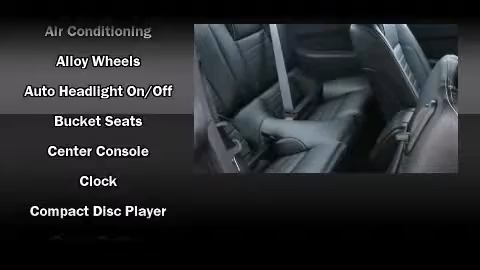 Air Conditioning
Alloy Wheels
Auto Headlight On/Off
Bucket Seats
Center Console
Clock
Compact Disc Player